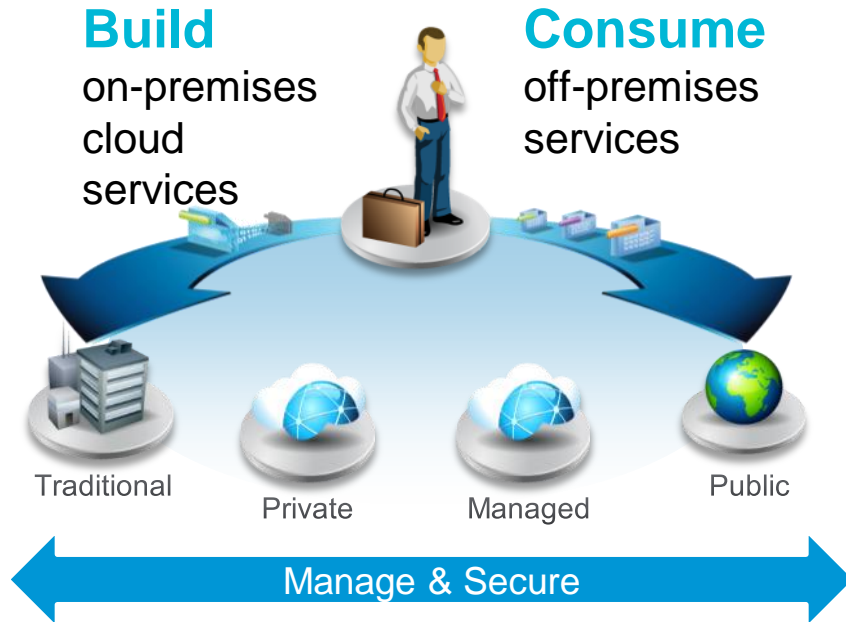 Build
on-premises
cloud
services
Consume
off-premises
services
Traditional
Private
Managed
Public
Manage & Secure